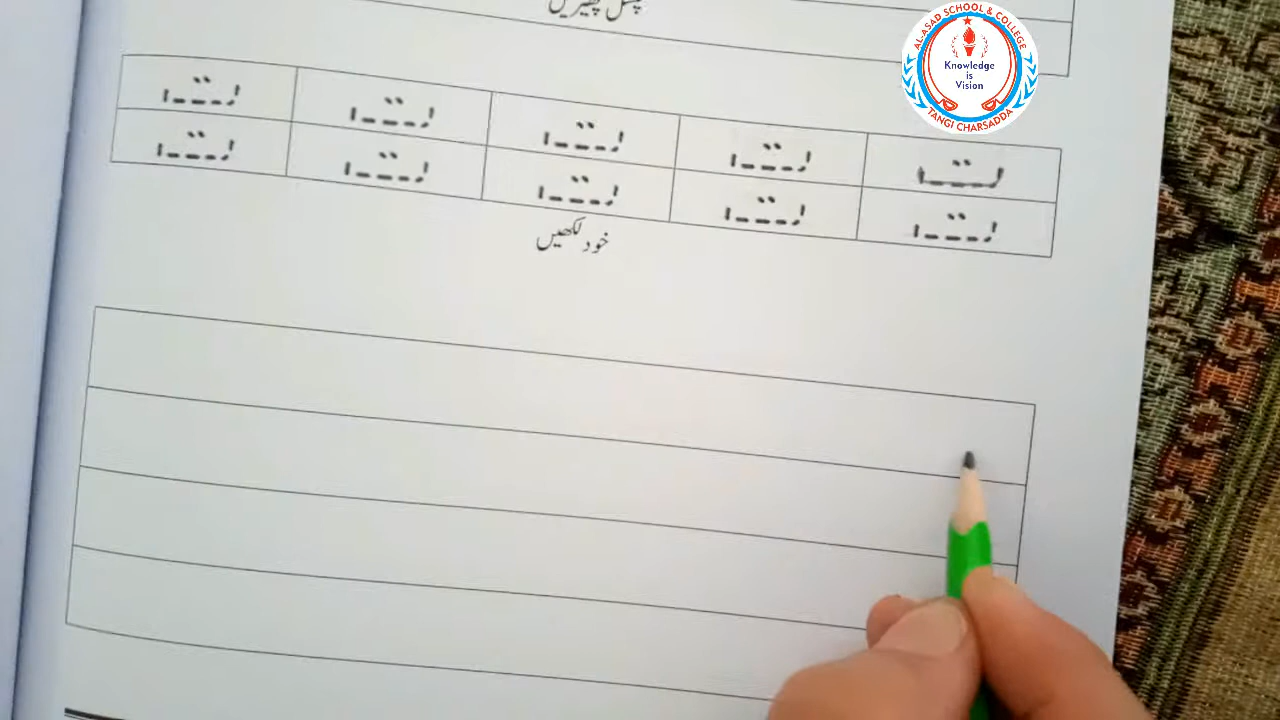 پنسل پھیریں
AL-ASAD SCHOOL & COLLEGE
Knowledge
is
Vision
TANGI CHARSADDA
ت ت ت ت ت
ت ت ت ت ت
خود لکھیں